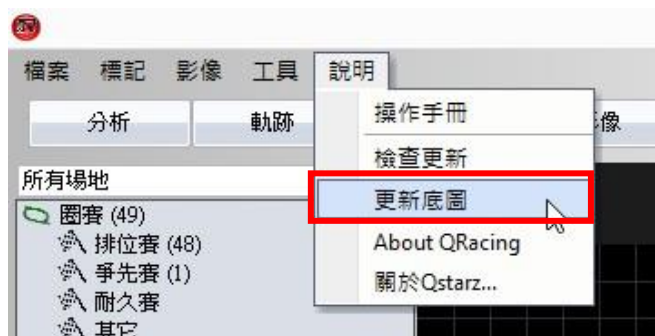 檔案 標記 影像 工具 說明
分析 軌跡 像
操作手冊
檢查更新
更新底圖
About QRacing
關於Qstarz...
所有場地
圈賽 (49)
排位賽 (48)
爭先賽 (1)
耐久賽
其它